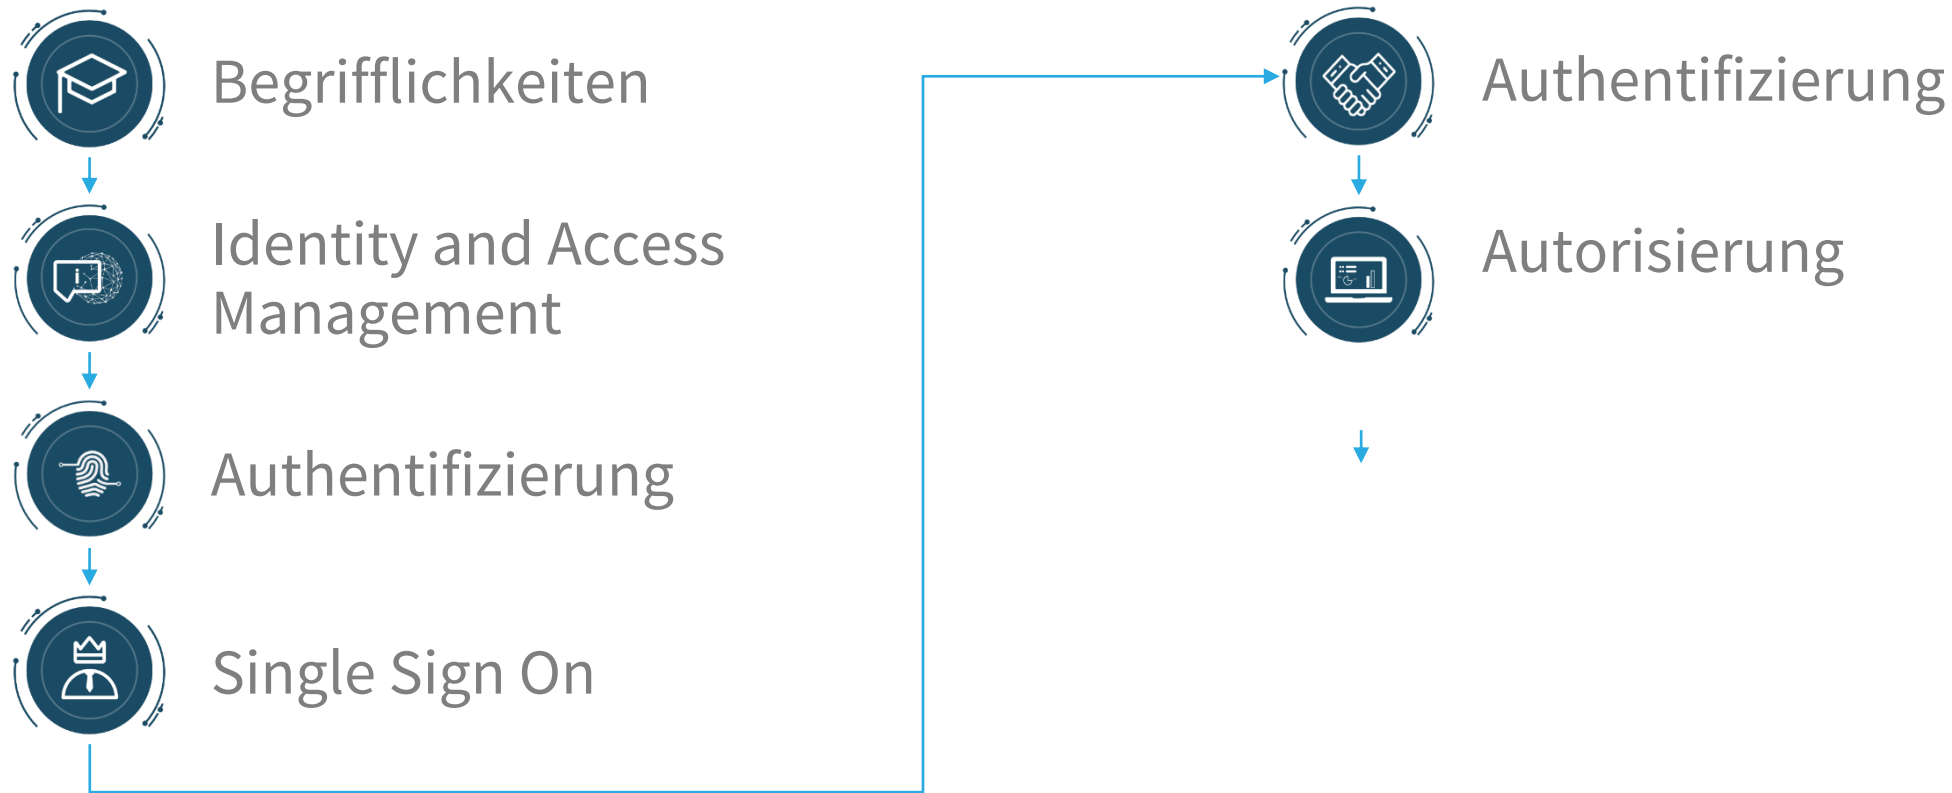 Begrifflichkeiten
Identity and Access
Management
Authentifizierung
Single Sign On
Authentifizierung
Autorisierung